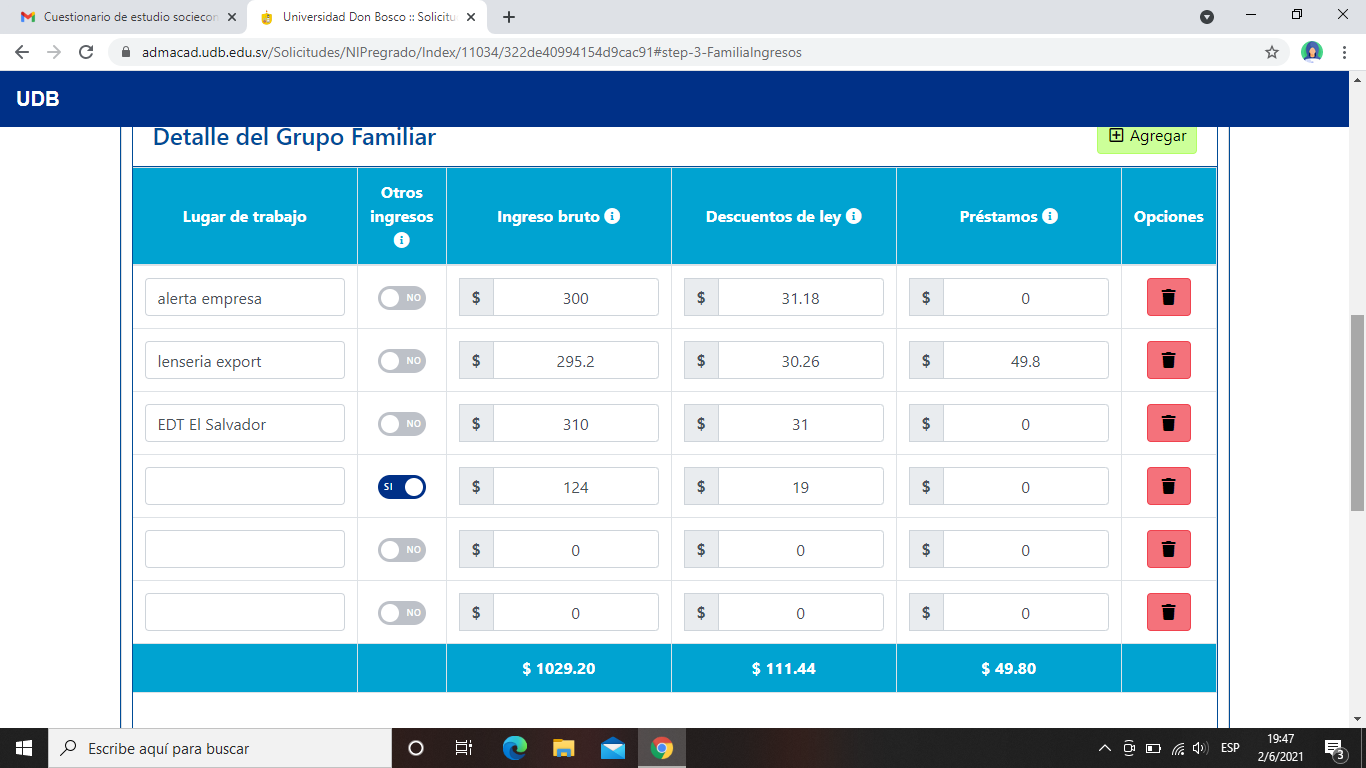 Cuestionario de estudio sociecon
Universidad Don Bosco :: Solicitu
admacad.udb.edu.sv/Solicitudes/NIPregrado/Index/11034/322de40994154d9cac91#step-3-FamiliaIngresos
UDB
Detalle del Grupo Familiar
Agregar
Lugar de trabajo
Otros
ingresos
Ingreso bruto
Descuentos de ley
Préstamos
Opciones
alerta empresa NO $ 300 $ 31.18 $ 0
lenseria export NO $ 295.2 $ 30.26 $ 49.8
EDT El Salvador NO $ 310 $ 31 $ 0
SI $ 124 $ 19 $ 0
NO $ 0 $ 0 $ 0
NO $ 0 $ 0 $ 0
$ 1029.20 $ 111.44 $ 49.80
Escribe aquí para buscar
ESP
19:47
2/6/2021
3